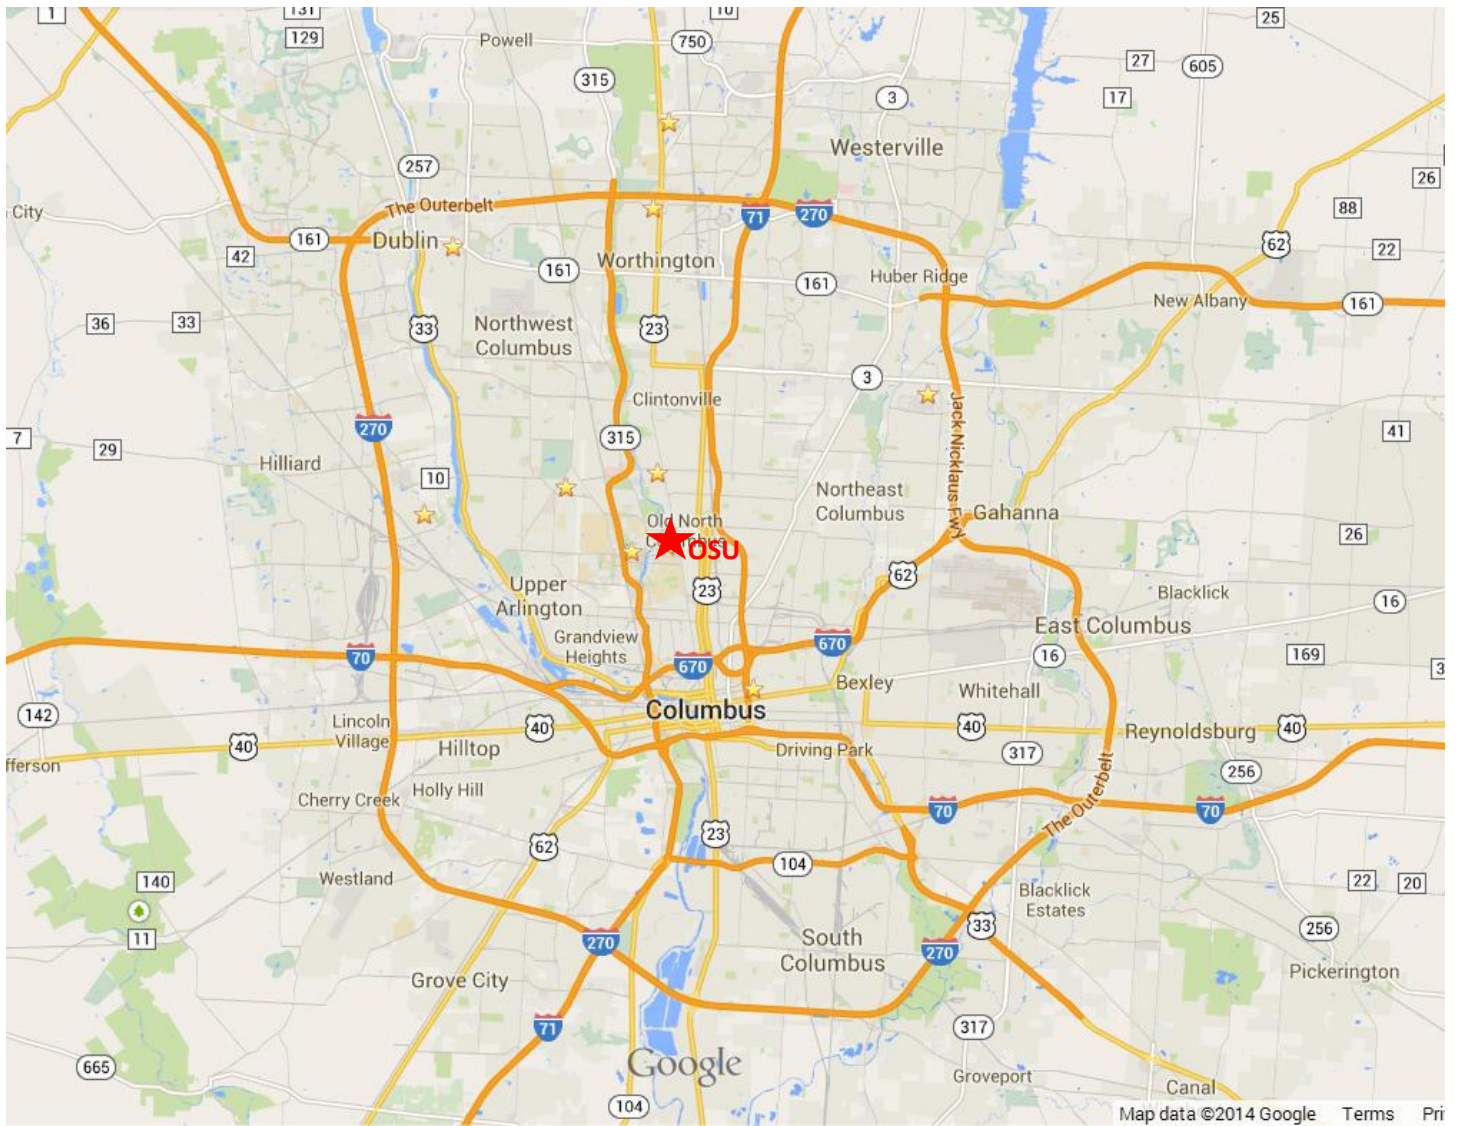 1
131
129
10
25
Powell
750
315
27
605
17
3
Westerville
257
26
The Outerbelt
71
270
88
City
161
Dublin
42
62
22
161
Worthington
161
Huber Ridge
New Albany
161
36
33
33
Northwest
Columbus
23
3
Clintonville
Jack Nicklaus Fwy
7
29
270
315
41
Hilliard
10
Northeast
Columbus
Gahanna
Old North
Columbus
OSU
26
Upper
Arlington
23
62
Blacklick
16
East Columbus
Grandview
Heights
70
670
670
16
169
3
Bexley
Whitehall
142
Columbus
Lincoln
Village
40
Hilltop
40
Driving Park
40
317
Reynoldsburg
40
fferson
256
Cherry Creek
Holly Hill
The Outerbelt
70
70
62
23
104
140
Westland
22
20
Blacklick
Estates
11
270
South
Columbus
270
33
256
Grove City
Pickerington
71
317
665
Google
Groveport
Canal
104
Map data ©2014 Google Terms Pri